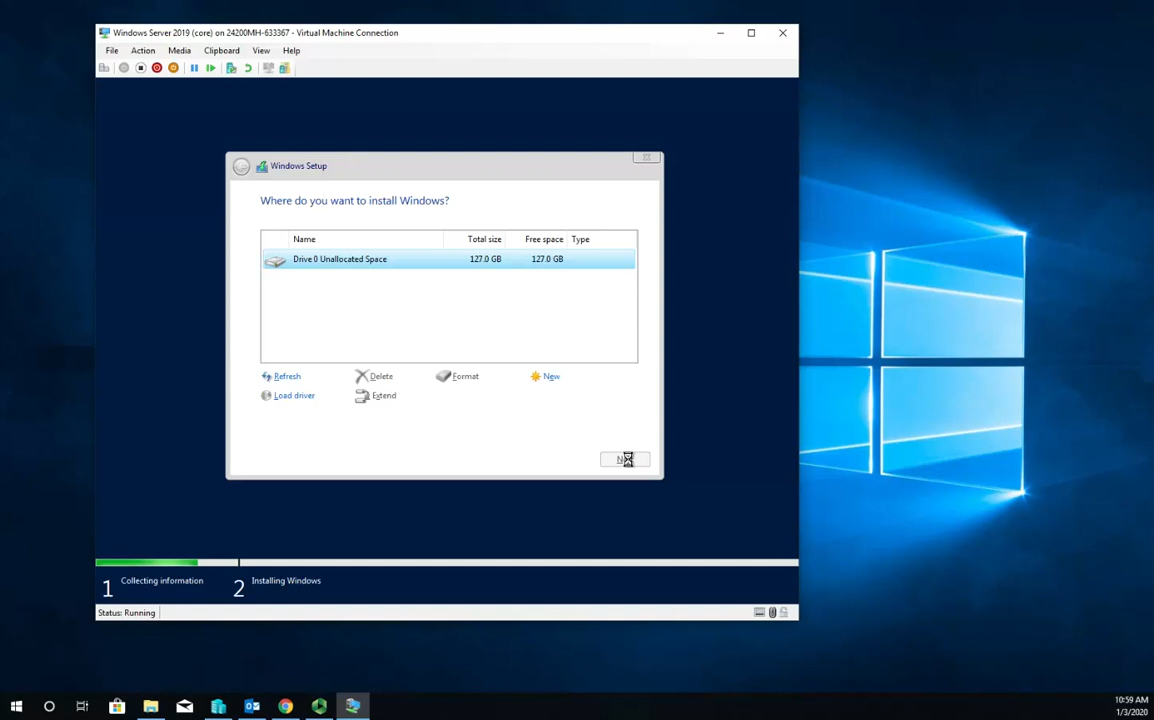 Windows Server 2019 (core) on 24200MH-633367 - Virtual Machine Connection
File Action Media Clipboard View Help
Windows Setup
Where do you want to install Windows?
Name Total size Free space Type
Drive 0 Unallocated Space 127.0 GB 127.0 GB
Refresh Delete Format New
Load driver Extend
1 Collecting information 2 Installing Windows
Status: Running
10:59 AM
1/3/2020